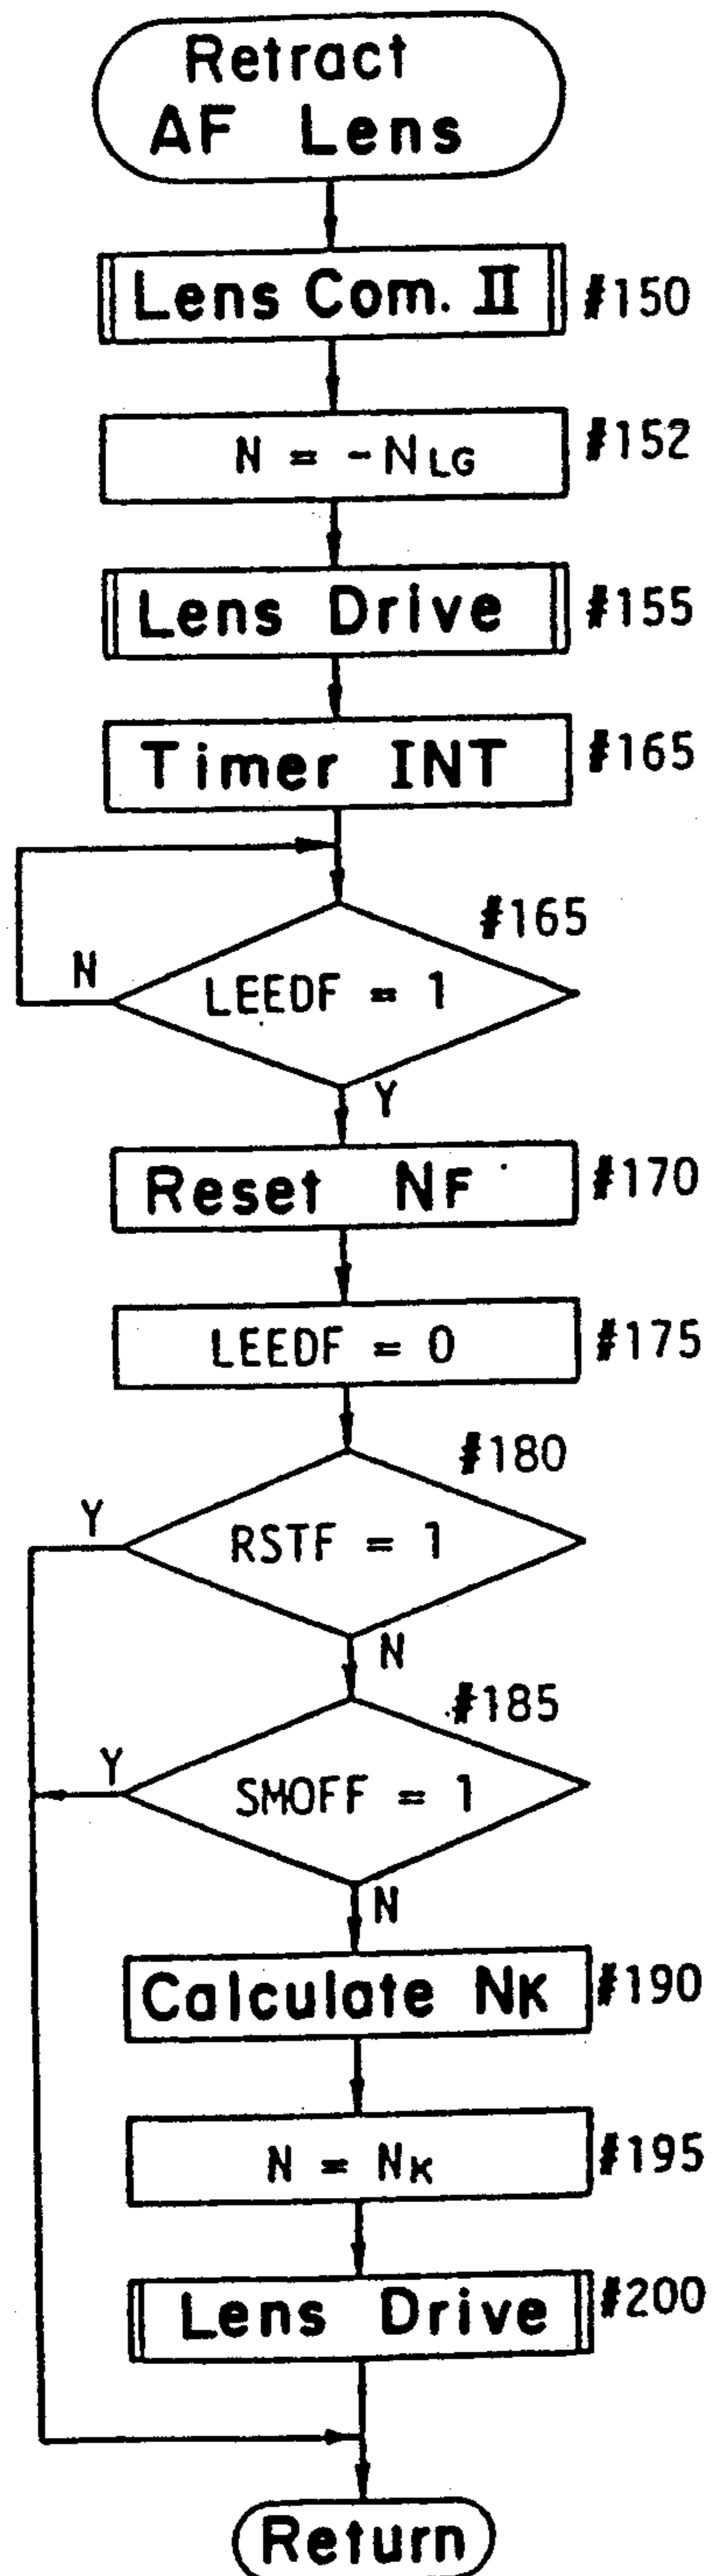 Retract
AF Lens
Lens Com. II #150
N = -NLG #152
Lens Drive #155
Timer INT #165
#165
LEEDF = 1
N
Y
Reset NF #170
LEEDF = 0 #175
#180
RSTF = 1
Y
N
#185
SMOFF = 1
Y
N
Calculate NK #190
N = NK #195
Lens Drive #200
Return